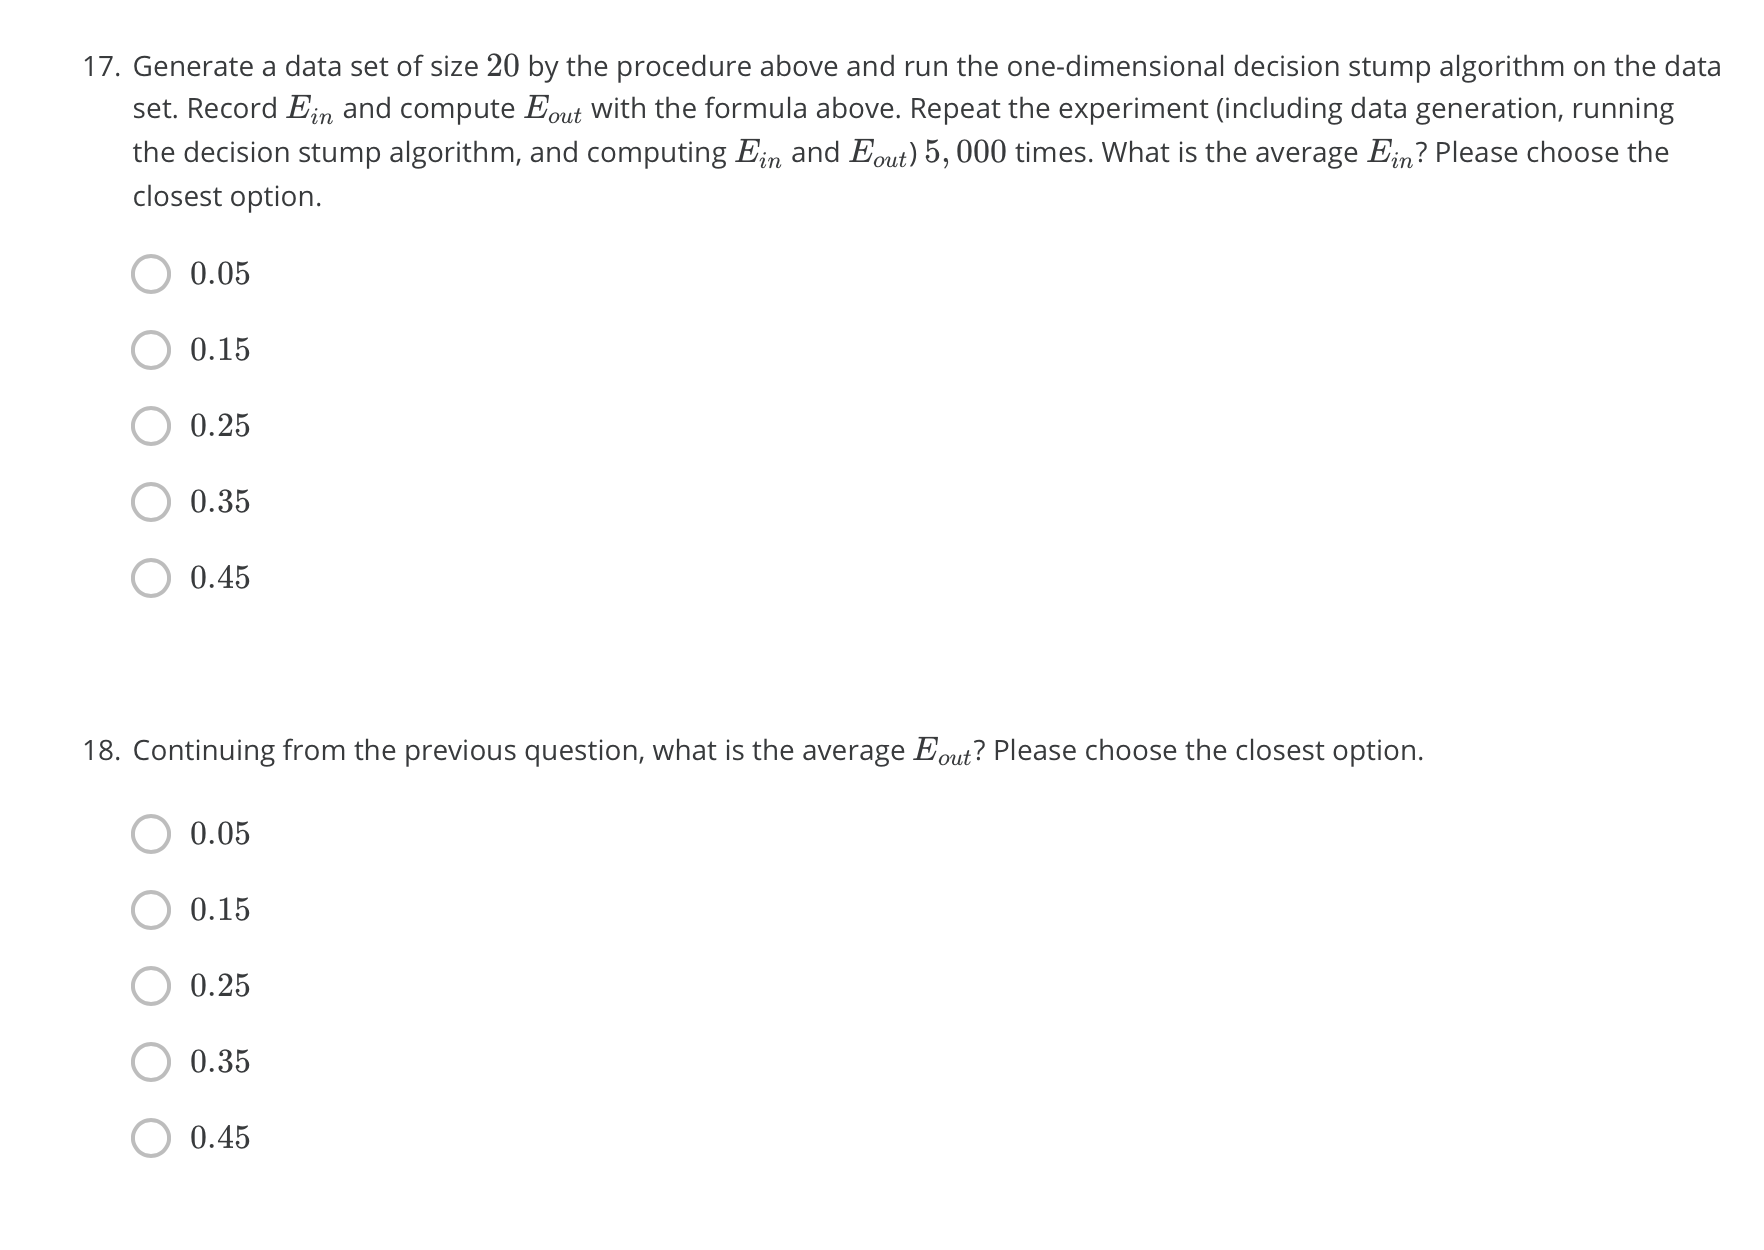 17. Generate a data set of size 20 by the procedure above and run the one-dimensional decision stump algorithm on the data
set. Record E_{in} and compute E_{out} with the formula above. Repeat the experiment (including data generation, running
the decision stump algorithm, and computing E_{in} and E_{out}) 5, 000 times. What is the average E_{in}? Please choose the
closest option.
0.05
0.15
0.25
0.35
0.45
18. Continuing from the previous question, what is the average E_{out}? Please choose the closest option.
0.05
0.15
0.25
0.35
0.45